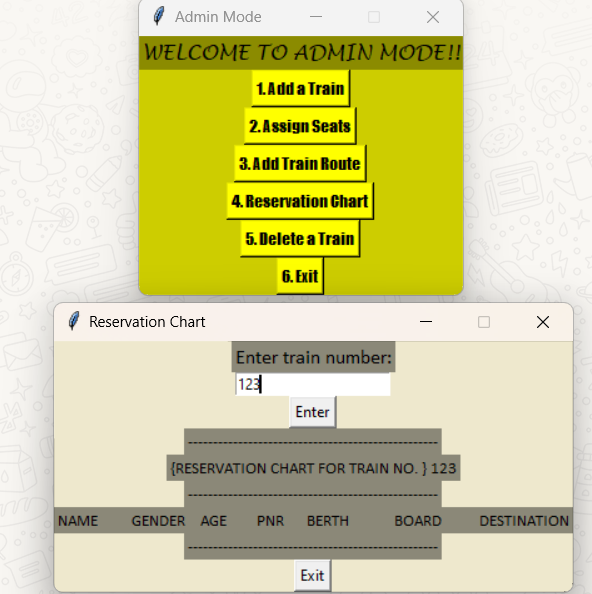 Admin Mode
WELCOME TO ADMIN MODE!!
1. Add a Train
2. Assign Seats
3. Add Train Route
4. Reservation Chart
5. Delete a Train
6. Exit
Reservation Chart
Enter train number:
123
Enter
--------------------------------------------------
{RESERVATION CHART FOR TRAIN NO. } 123
--------------------------------------------------
NAME GENDER AGE PNR BERTH BOARD DESTINATION
--------------------------------------------------
Exit